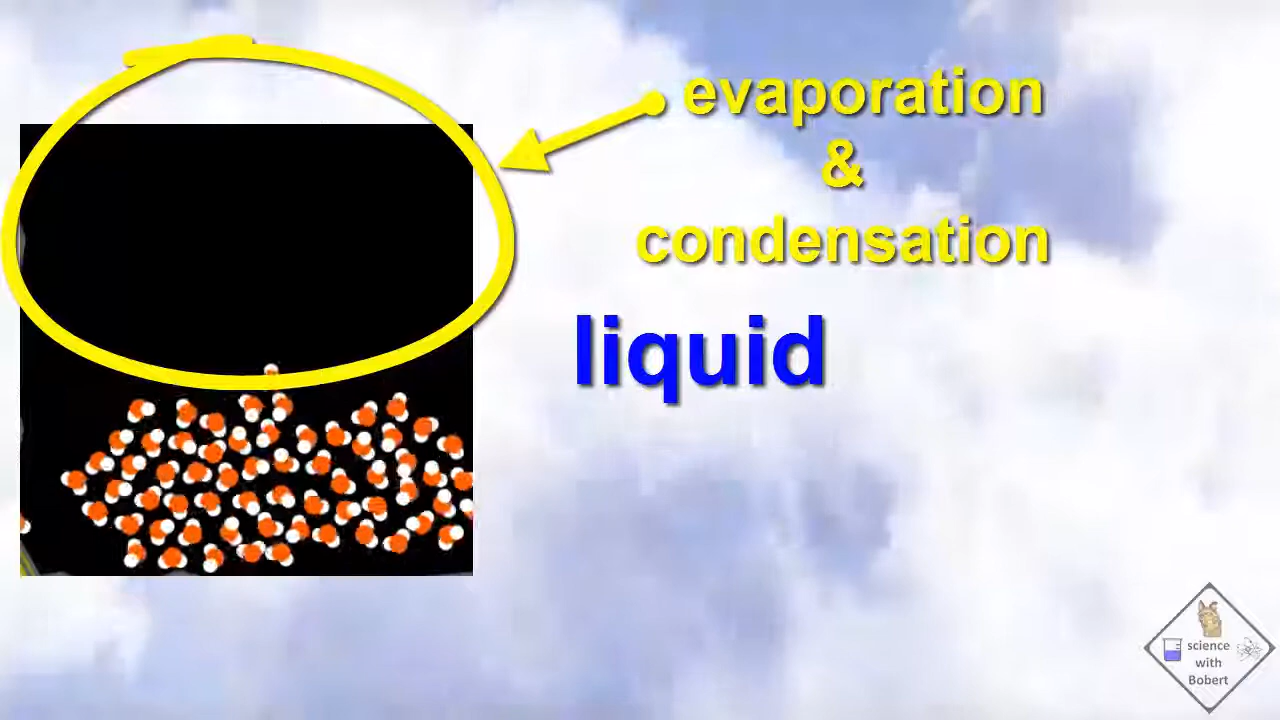 evaporation
&
condensation
liquid
science
with
Bobert